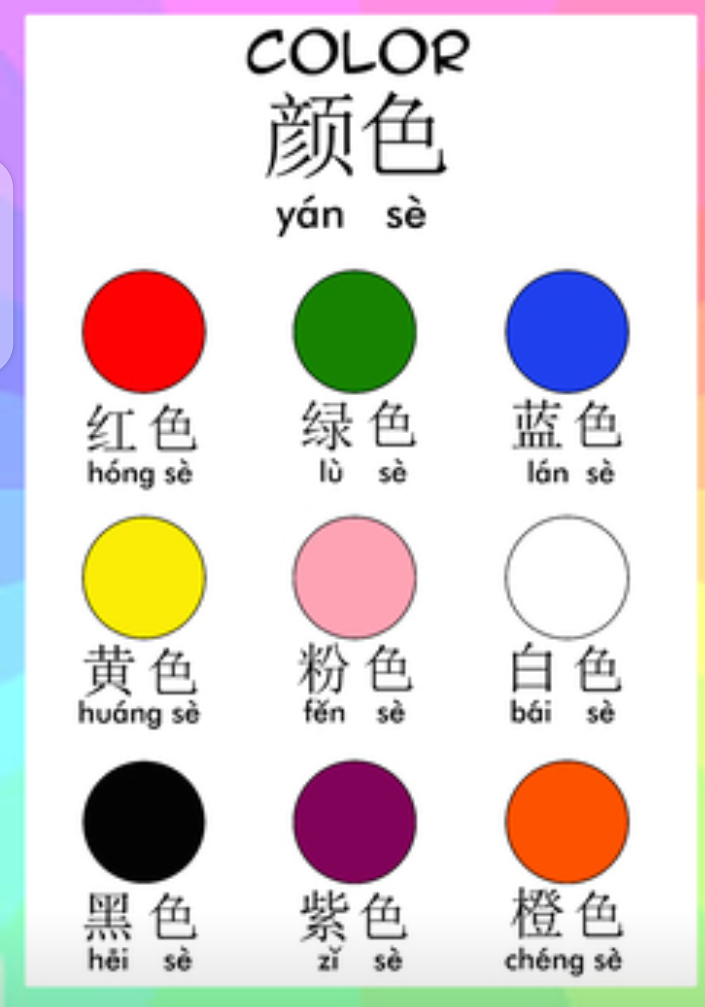 COLOR
颜色
yán sè
红色 绿色 蓝色
hóng sè lǜ sè lán sè
黄色 粉色 白色
huáng sè fěn sè bái sè
黑色 紫色 橙色
hēi sè zǐ sè chéng sè